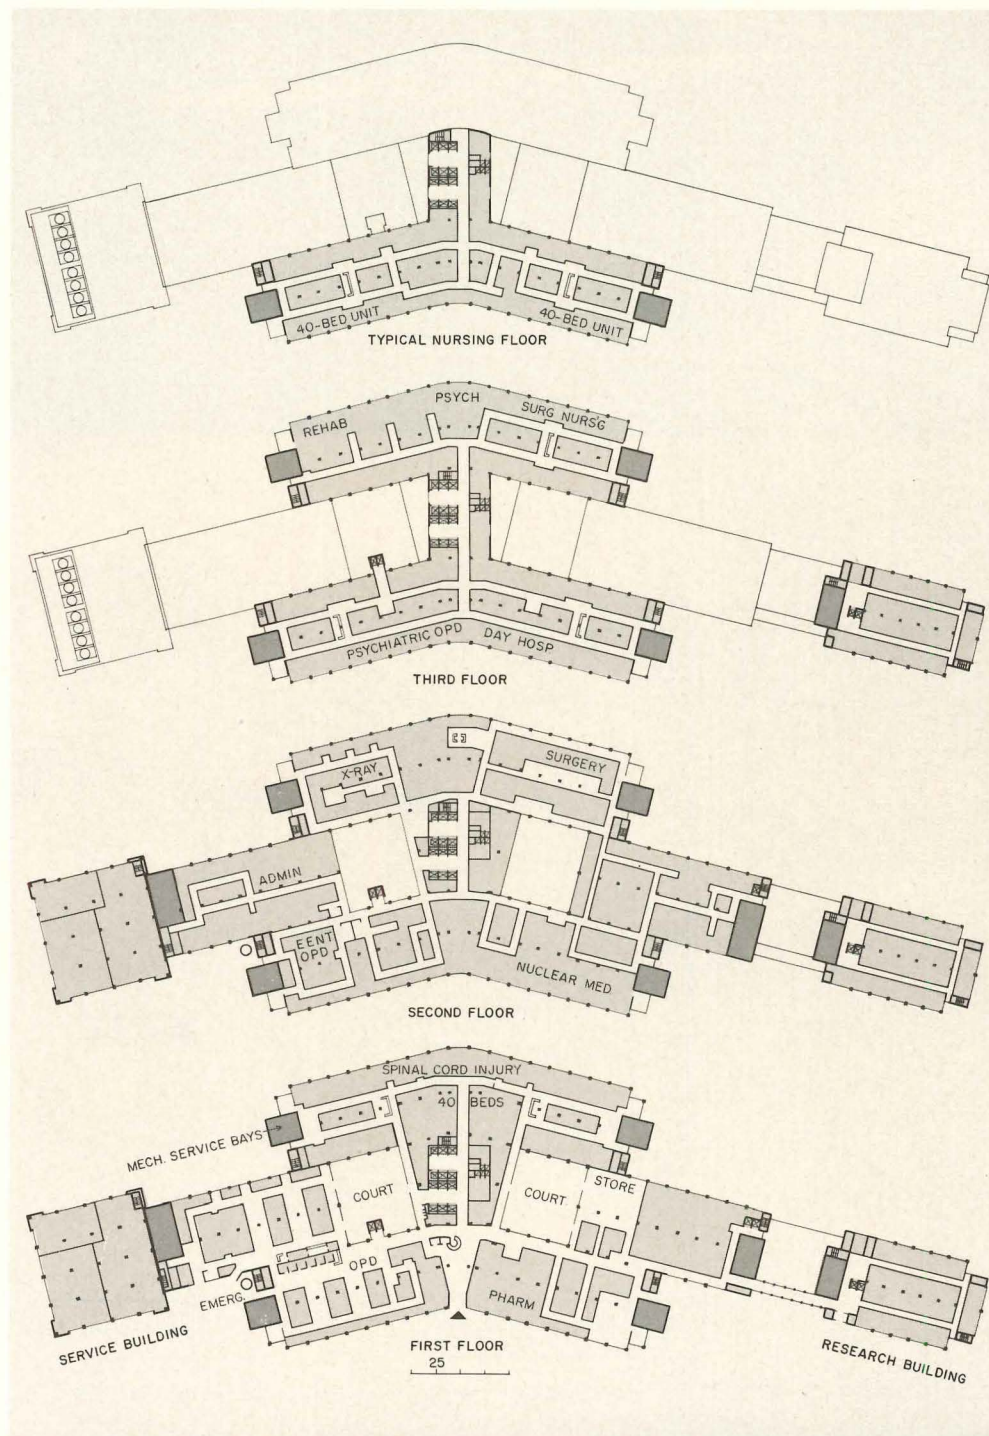 40-BED UNIT
40-BED UNIT
TYPICAL NURSING FLOOR
REHAB
PSYCH
SURG NURS'G
PSYCHIATRIC OPD
DAY HOSP
THIRD FLOOR
X-RAY
SURGERY
ADMIN
EENT
OPD
NUCLEAR MED
SECOND FLOOR
SPINAL CORD INJURY
40 BEDS
MECH. SERVICE BAYS
COURT
COURT
STORE
OPD
EMERG.
PHARM
SERVICE BUILDING
FIRST FLOOR
RESEARCH BUILDING
25